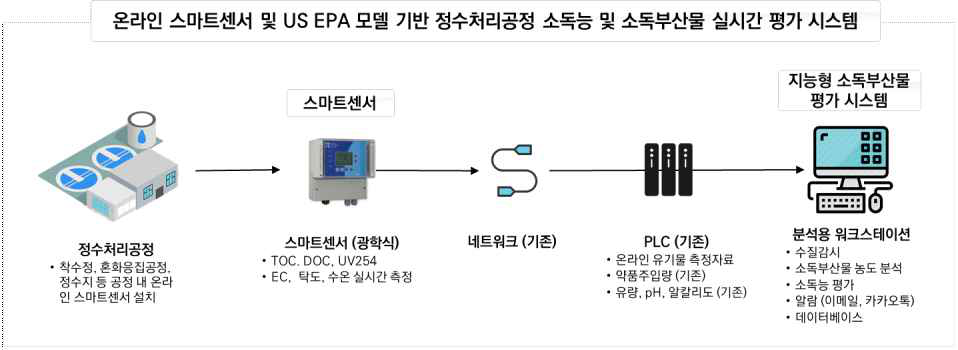 온라인 스마트센서 및 US EPA 모델 기반 정수처리공정 소독능 및 소독부산물 실시간 평가 시스템
스마트센서
지능형 소독부산물
평가 시스템
정수처리공정
• 착수정, 혼화응집공정,
정수지 등 공정 내 온라
인 스마트센서 설치
스마트센서 (광학식)
• TOC. DOC, UV254
• EC, 탁도, 수온 실시간 측정
네트워크 (기존)
PLC (기존)
• 온라인 유기물 측정자료
• 약품주입량 (기존)
• 유량, pH, 알칼리도 (기존)
분석용 워크스테이션
• 수질감시
• 소독부산물 농도 분석
• 소독능 평가
• 알람 (이메일, 카카오톡)
• 데이터베이스